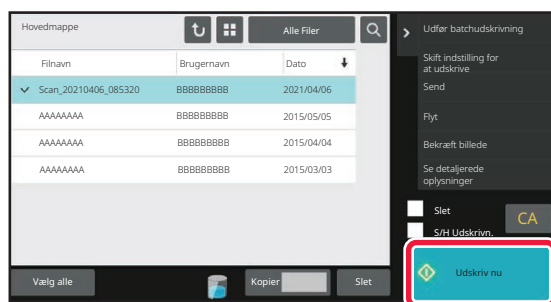 Hovedmappe
Alle Filer
Filnavn
Brugernavn
Dato
Scan_20210406_085320
BBBBBBBBB
2021/04/06
AAAAAAAA
BBBBBBBBB
2015/05/05
AAAAAAAA
BBBBBBBBB
2015/04/04
AAAAAAAA
BBBBBBBBB
2015/03/03
Vælg alle
Kopier
Slet
Udfør batchudskrivning
Skift indstilling for
at udskrive
Send
Flyt
Bekræft billede
Se detaljerede
oplysninger
Slet
S/H Udskrivn.
CA
Udskriv nu